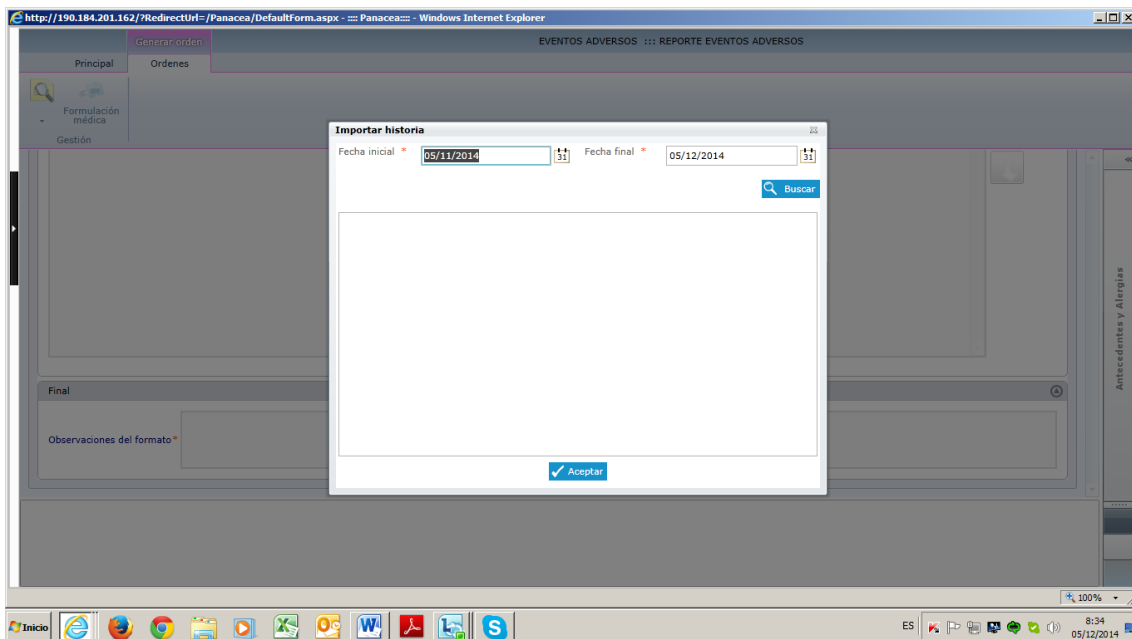 http://190.184.201.162/?RedirectUrl=/Panacea/DefaultForm.aspx - :::: Panacea:::: - Windows Internet Explorer
Generar orden
EVENTOS ADVERSOS ::: REPORTE EVENTOS ADVERSOS
Principal
Ordenes
Formulación
médica
Gestión
Importar historia
Fecha inicial *
05/11/2014
31
Fecha final *
05/12/2014
31
Buscar
Antecedentes y Alergias
Final
Observaciones del formato*
Aceptar
100%
Inicio
ES
8:34
05/12/2014